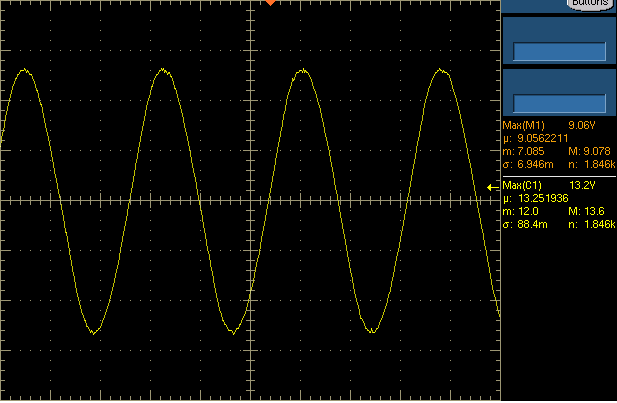 Buttons
Max(M1) 9.06V
µ: 9.0562211
m: 7.085 M: 9.078
σ: 6.946m n: 1.846k
Max(C1) 13.2V
µ: 13.251936
m: 12.0 M: 13.6
σ: 88.4m n: 1.846k